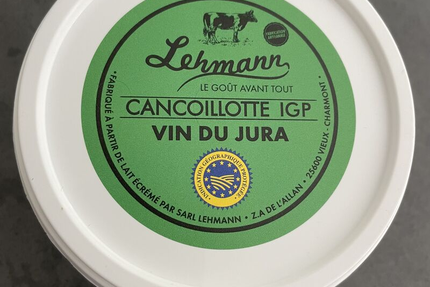 Lehmann
LE GOÛT AVANT TOUT
CANCOILLOTTE IGP
VIN DU JURA
INDICATION GÉOGRAPHIQUE PROTÉGÉE
• FABRIQUÉ À PARTIR DE LAIT ÉCRÉMÉ PAR SARL LEHMANN • Z.A DE L'ALLAN • 25600 VIEUX - CHARMONT •